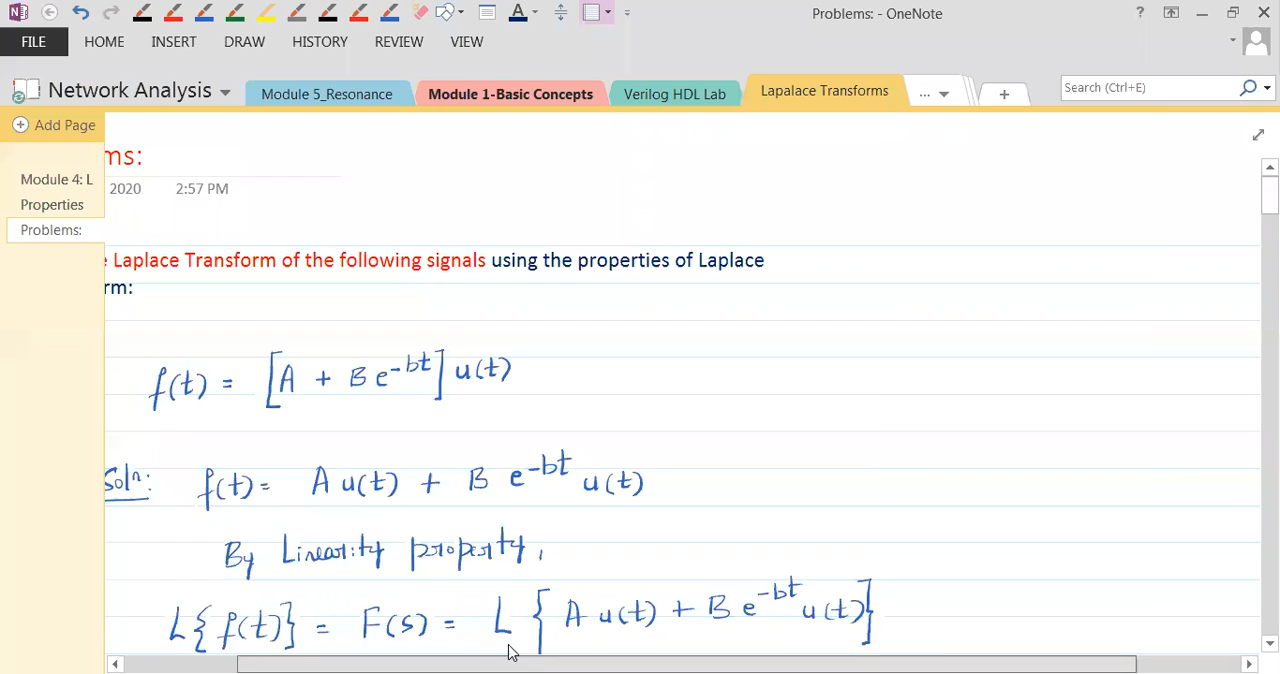 Problems: - OneNote
?
FILE HOME INSERT DRAW HISTORY REVIEW VIEW
Network Analysis Module 5_Resonance Module 1-Basic Concepts Verilog HDL Lab Lapalace Transforms ... + Search (Ctrl+E)
Add Page
Module 4: L
Properties
Problems:
ms:
2020 2:57 PM
e Laplace Transform of the following signals using the properties of Laplace
rm:
f(t) = [A + B e^{-bt}] u(t)
Soln: f(t) = A u(t) + B e^{-bt} u(t)
By Linearity property,
L{f(t)} = F(s) = L { A u(t) + B e^{-bt} u(t)}